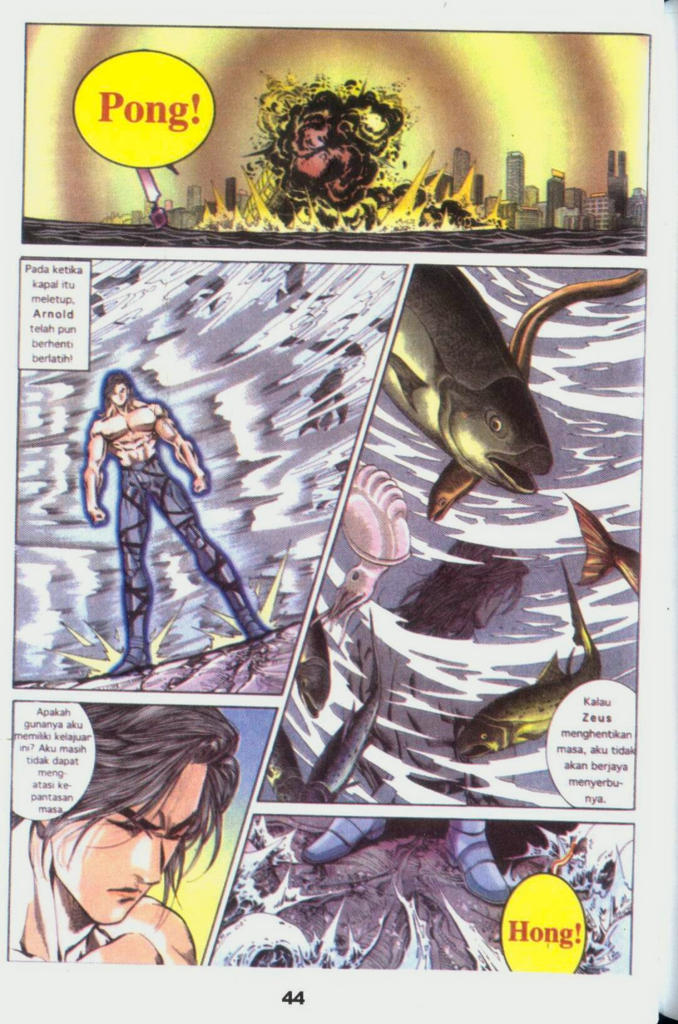 Pong!
Pada ketika
kapal itu
meletup,
Arnold
telah pun
berhenti
berlatih!
Kalau
Zeus
menghentikan
masa, aku tidak
akan berjaya
menyerbu-
nya.
Apakah
gunanya aku
memiliki kelajuan
ini? Aku masih
tidak dapat
meng-
atasi ke-
pantasan
masa.
Hong!
44